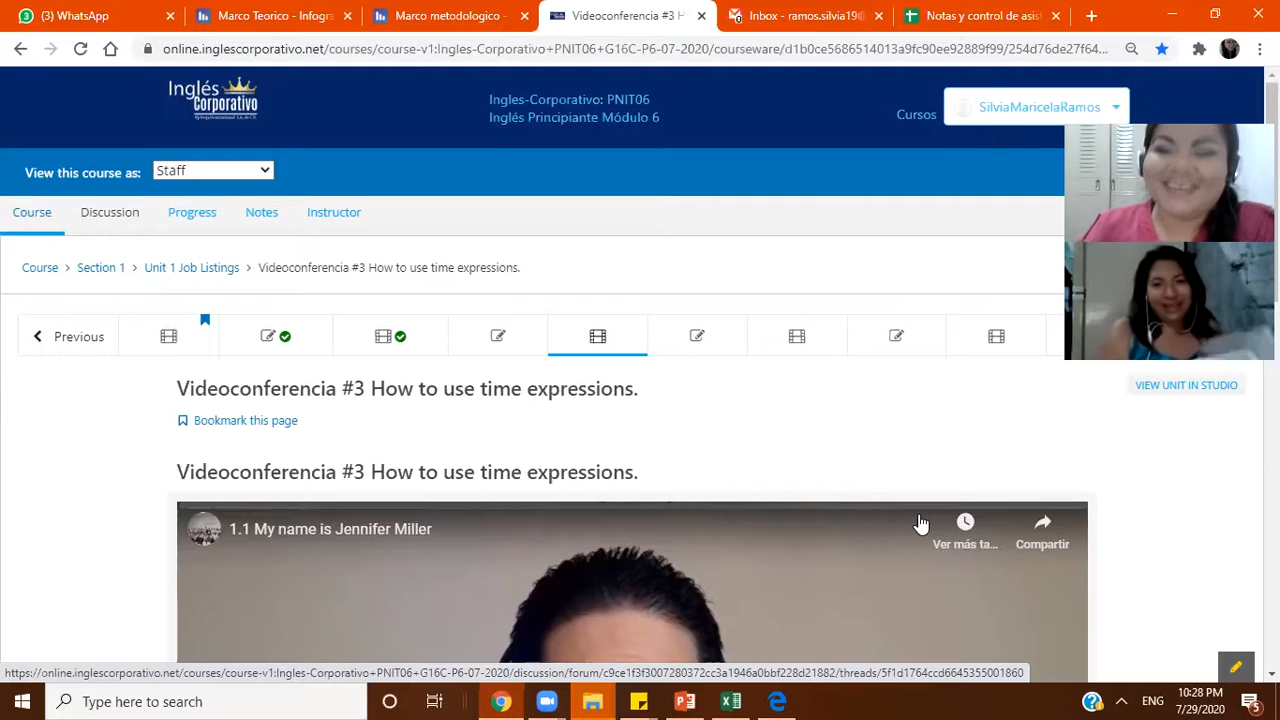 (3) WhatsApp
Marco Teorico - Infogra
Marco metodologico -
Videoconferencia #3 H
Inbox - ramos.silvia19@
Notas y control de asis
online.inglescorporativo.net/courses/course-v1:Ingles-Corporativo+PNIT06+G16C-P6-07-2020/courseware/d1b0ce5686514013a9fc90ee92889f99/254d76de27f64...
Inglés
Corporativo
Ingles-Corporativo: PNIT06
Inglés Principiante Módulo 6
Cursos
SilviaMaricelaRamos
View this course as:
Staff
Course
Discussion
Progress
Notes
Instructor
Course > Section 1 > Unit 1 Job Listings > Videoconferencia #3 How to use time expressions.
Previous
Videoconferencia #3 How to use time expressions.
VIEW UNIT IN STUDIO
Bookmark this page
Videoconferencia #3 How to use time expressions.
1.1 My name is Jennifer Miller
Ver más ta...
Compartir
https://online.inglescorporativo.net/courses/course-v1:Ingles-Corporativo+PNIT06+G16C-P6-07-2020/discussion/forum/c9ce1f3f3007280372cc3a1946a0bbf228d21882/threads/5f1d1764ccd6645355001860
Type here to search
ENG
10:28 PM
7/29/2020
5